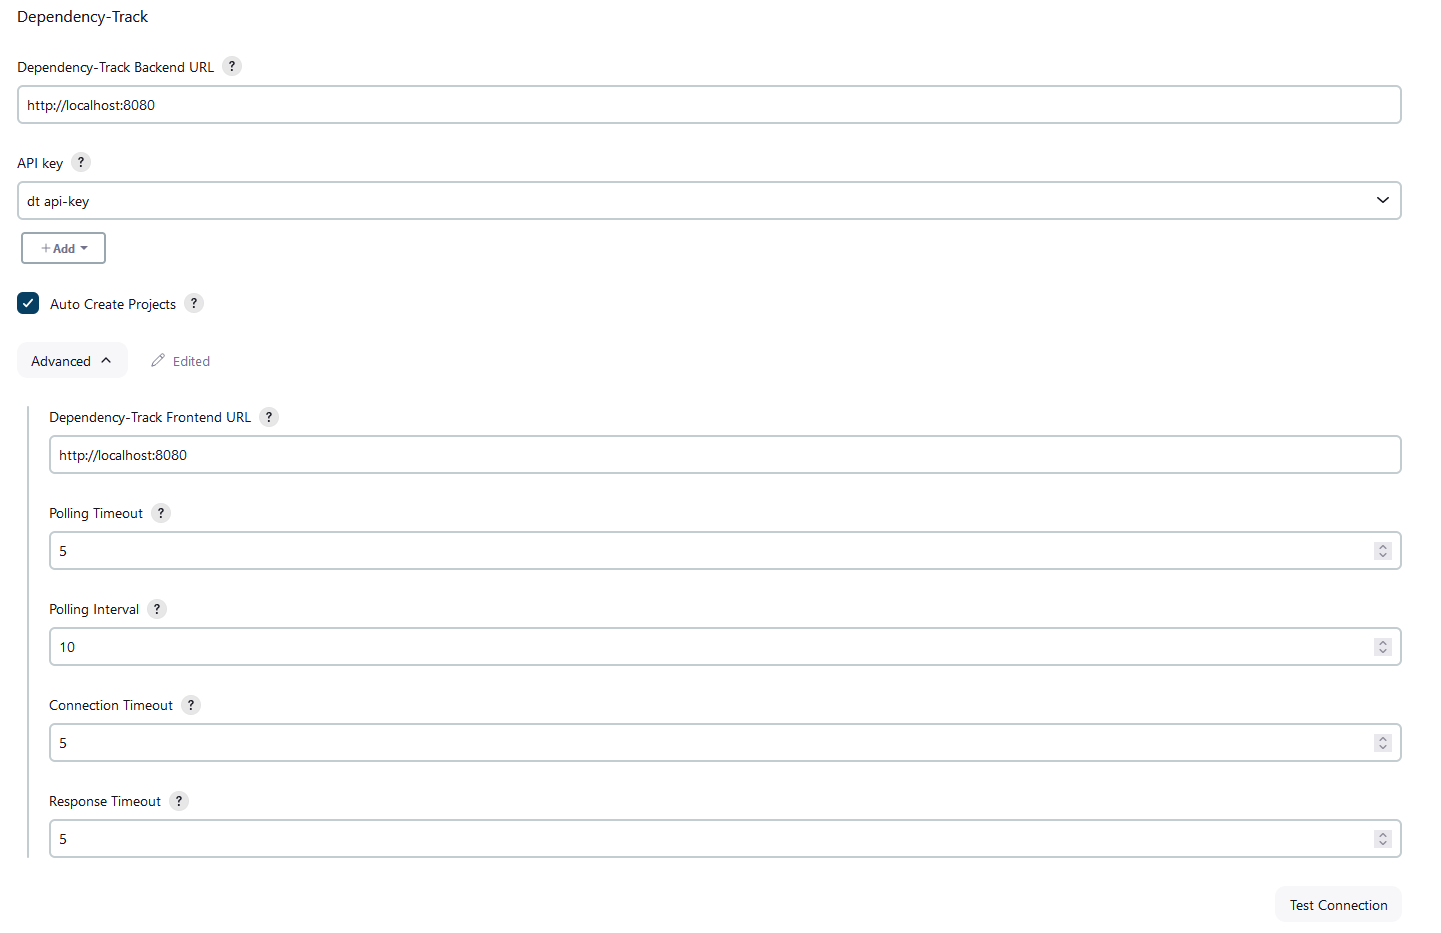 Dependency-Track
Dependency-Track Backend URL ?
http://localhost:8080
API key ?
dt api-key
+ Add
Auto Create Projects ?
Advanced Edited
Dependency-Track Frontend URL ?
http://localhost:8080
Polling Timeout ?
5
Polling Interval ?
10
Connection Timeout ?
5
Response Timeout ?
5
Test Connection